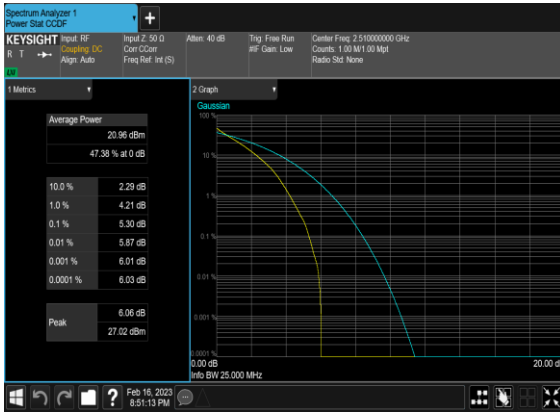 Spectrum Analyzer 1
Power Stat CCDF
KEYSIGHT
R T
LV
Input: RF
Coupling: DC
Align: Auto
Input Z: 50 Ω
Corr CCorr
Freq Ref: Int (S)
Atten: 40 dB
Trig: Free Run
#IF Gain: Low
Center Freq: 2.510000000 GHz
Counts: 1.00 M/1.00 Mpt
Radio Std: None
1 Metrics
Average Power
20.96 dBm
47.38 % at 0 dB
10.0 % 2.29 dB
1.0 % 4.21 dB
0.1 % 5.30 dB
0.01 % 5.87 dB
0.001 % 6.01 dB
0.0001 % 6.03 dB
Peak
6.06 dB
27.02 dBm
2 Graph
Gaussian
100 %
10 %
1 %
0.1 %
0.01 %
0.001 %
0.0001 %
0.00 dB
20.00 d
Info BW 25.000 MHz
?
Feb 16, 2023
8:51:13 PM